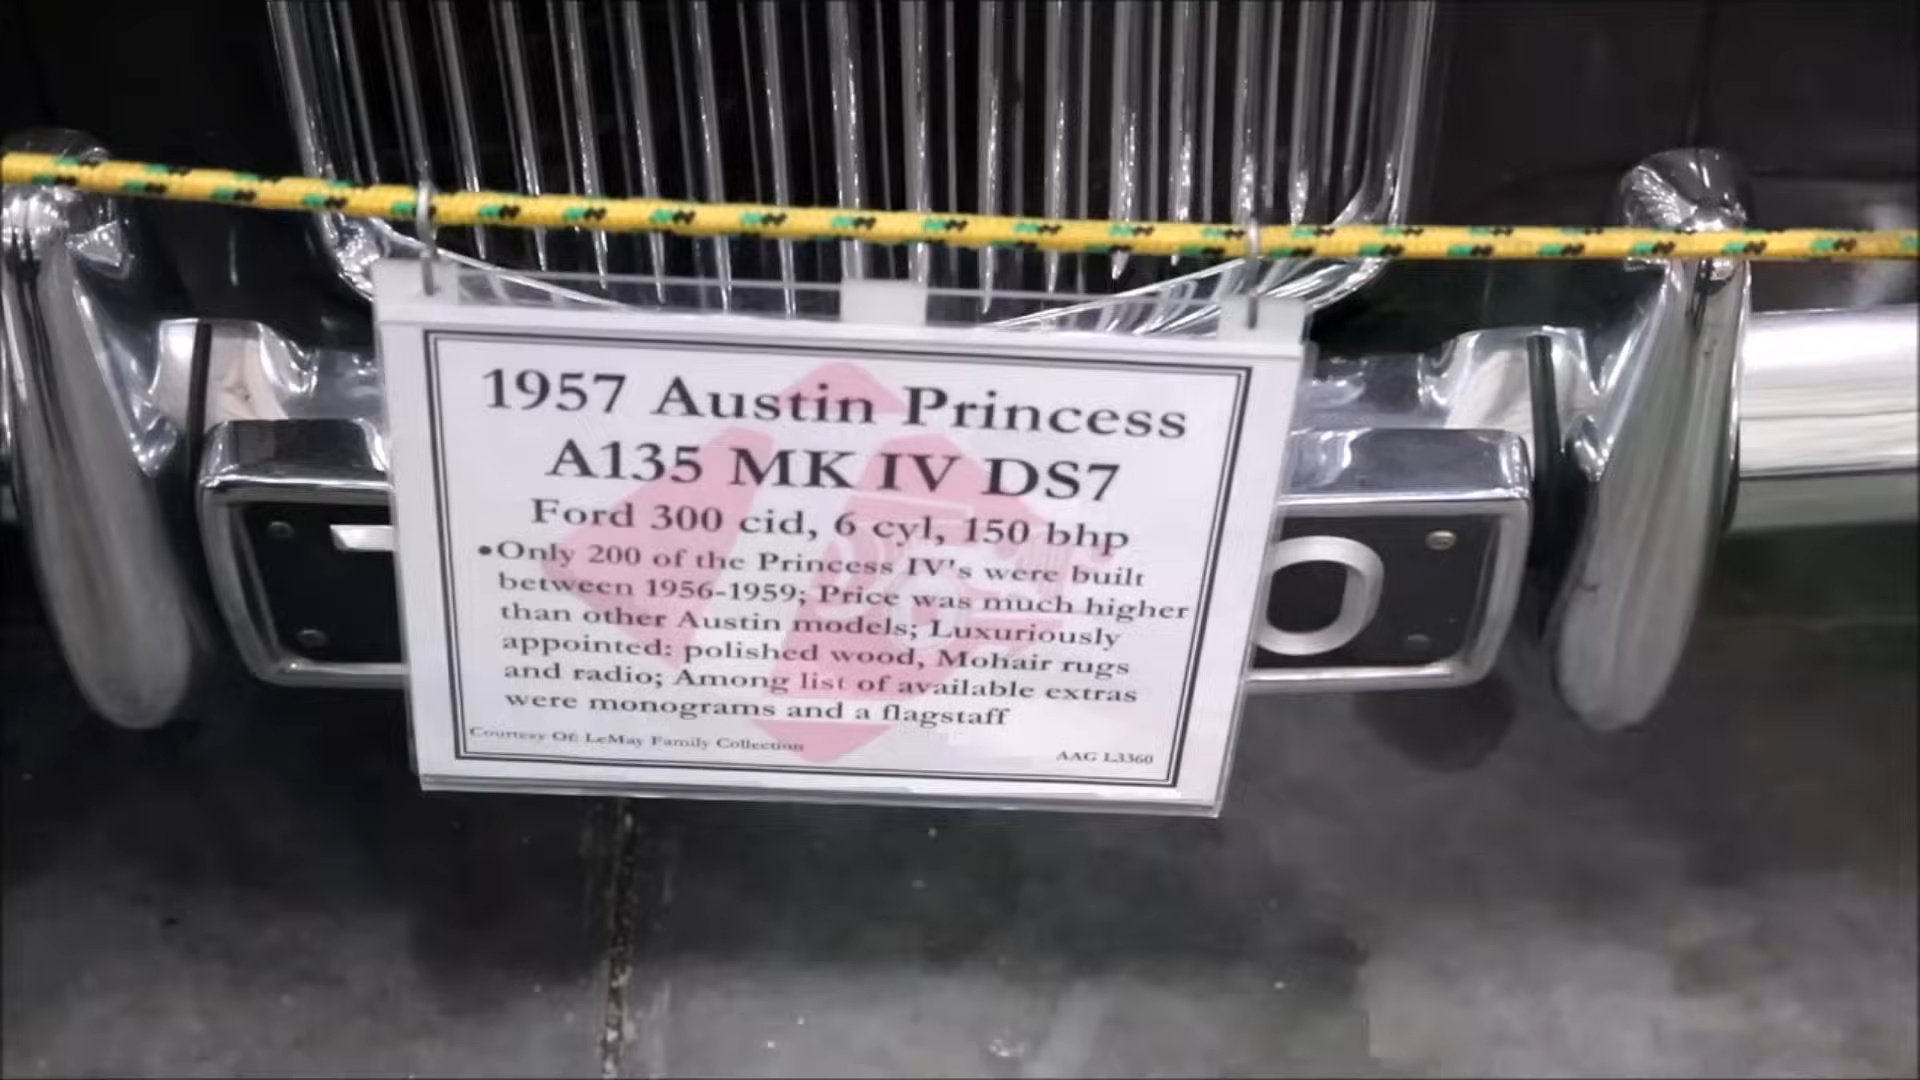 1957 Austin Princess
A135 MK IV DS7
Ford 300 cid, 6 cyl, 150 bhp
•Only 200 of the Princess IV's were built
between 1956-1959; Price was much higher
than other Austin models; Luxuriously
appointed: polished wood, Mohair rugs
and radio; Among list of available extras
were monograms and a flagstaff
Courtesy Of: LeMay Family Collection
AAG L3360
O